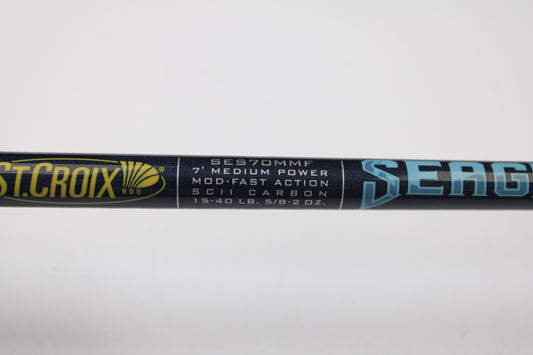 ST.CROIX
ROD
SES70MMF
7' MEDIUM POWER
MOD-FAST ACTION
SCII CARBON
15-40 LB. 5/8-2 OZ.
SEAG